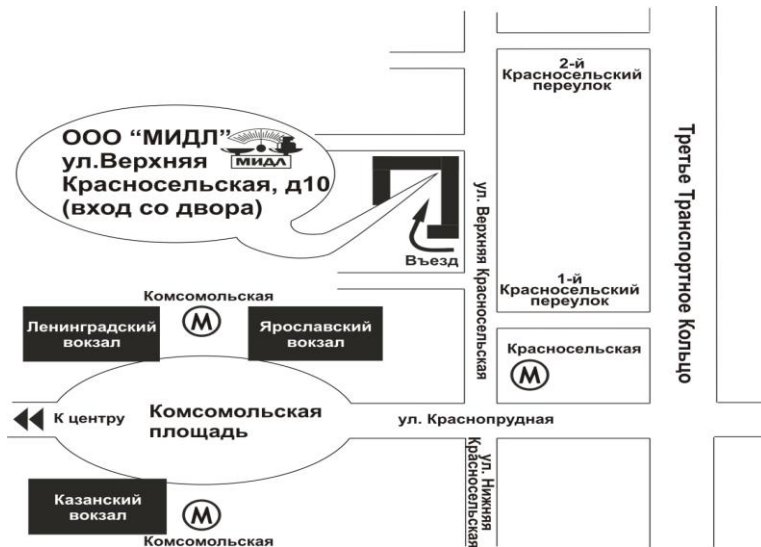 2-й
Красносельский
переулок
ООО “МИДЛ”
ул.Верхняя
Красносельская, д10
(вход со двора)
МИДЛ
Третье Транспортное Кольцо
ул. Верхняя Красносельская
Въезд
1-й
Красносельский
переулок
Комсомольская
М
Ленинградский
вокзал
Ярославский
вокзал
Красносельская
М
К центру
Комсомольская
площадь
ул. Краснопрудная
ул. Нижняя
Красносельская
Казанский
вокзал
М
Комсомольская